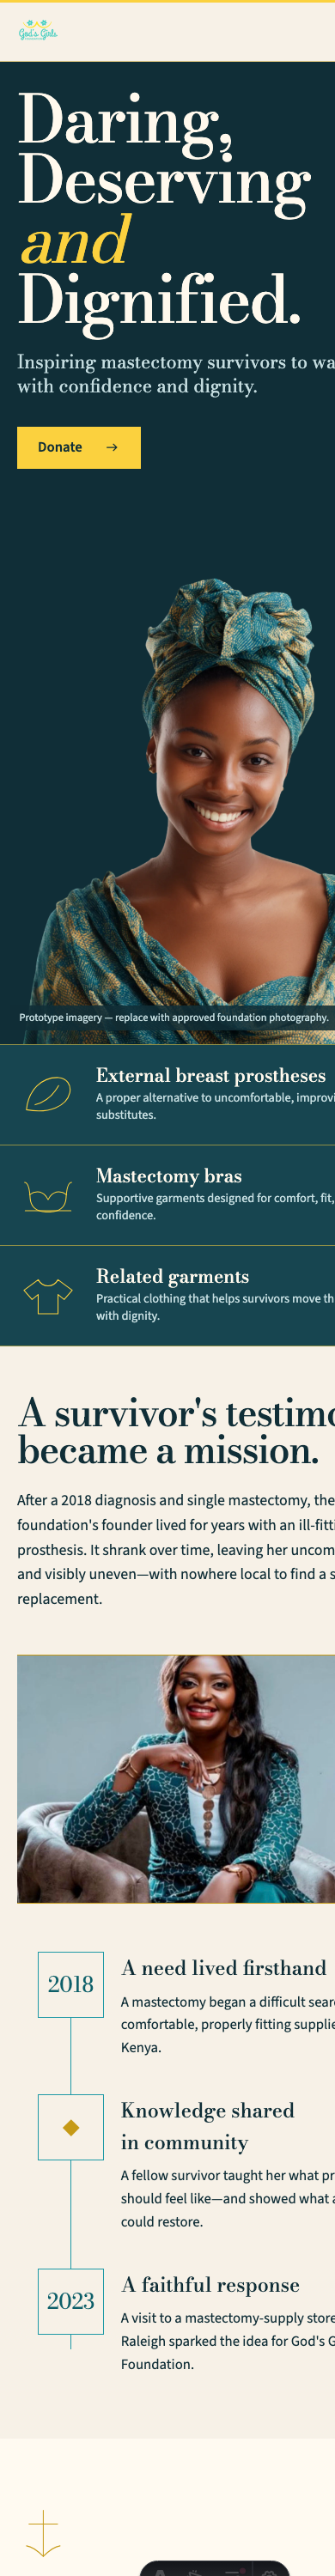 God's Girls
Daring,
Deserving
and
Dignified.
Inspiring mastectomy survivors to wa
with confidence and dignity.
Donate →
Prototype imagery — replace with approved foundation photography.
External breast prostheses
A proper alternative to uncomfortable, improvi
substitutes.
Mastectomy bras
Supportive garments designed for comfort, fit,
confidence.
Related garments
Practical clothing that helps survivors move th
with dignity.
A survivor's testimo
became a mission.
After a 2018 diagnosis and single mastectomy, the
foundation's founder lived for years with an ill-fitti
prosthesis. It shrank over time, leaving her uncom
and visibly uneven—with nowhere local to find a s
replacement.
2018
A need lived firsthand
A mastectomy began a difficult sear
comfortable, properly fitting supplie
Kenya.
Knowledge shared
in community
A fellow survivor taught her what pr
should feel like—and showed what a
could restore.
2023
A faithful response
A visit to a mastectomy-supply store
Raleigh sparked the idea for God's G
Foundation.